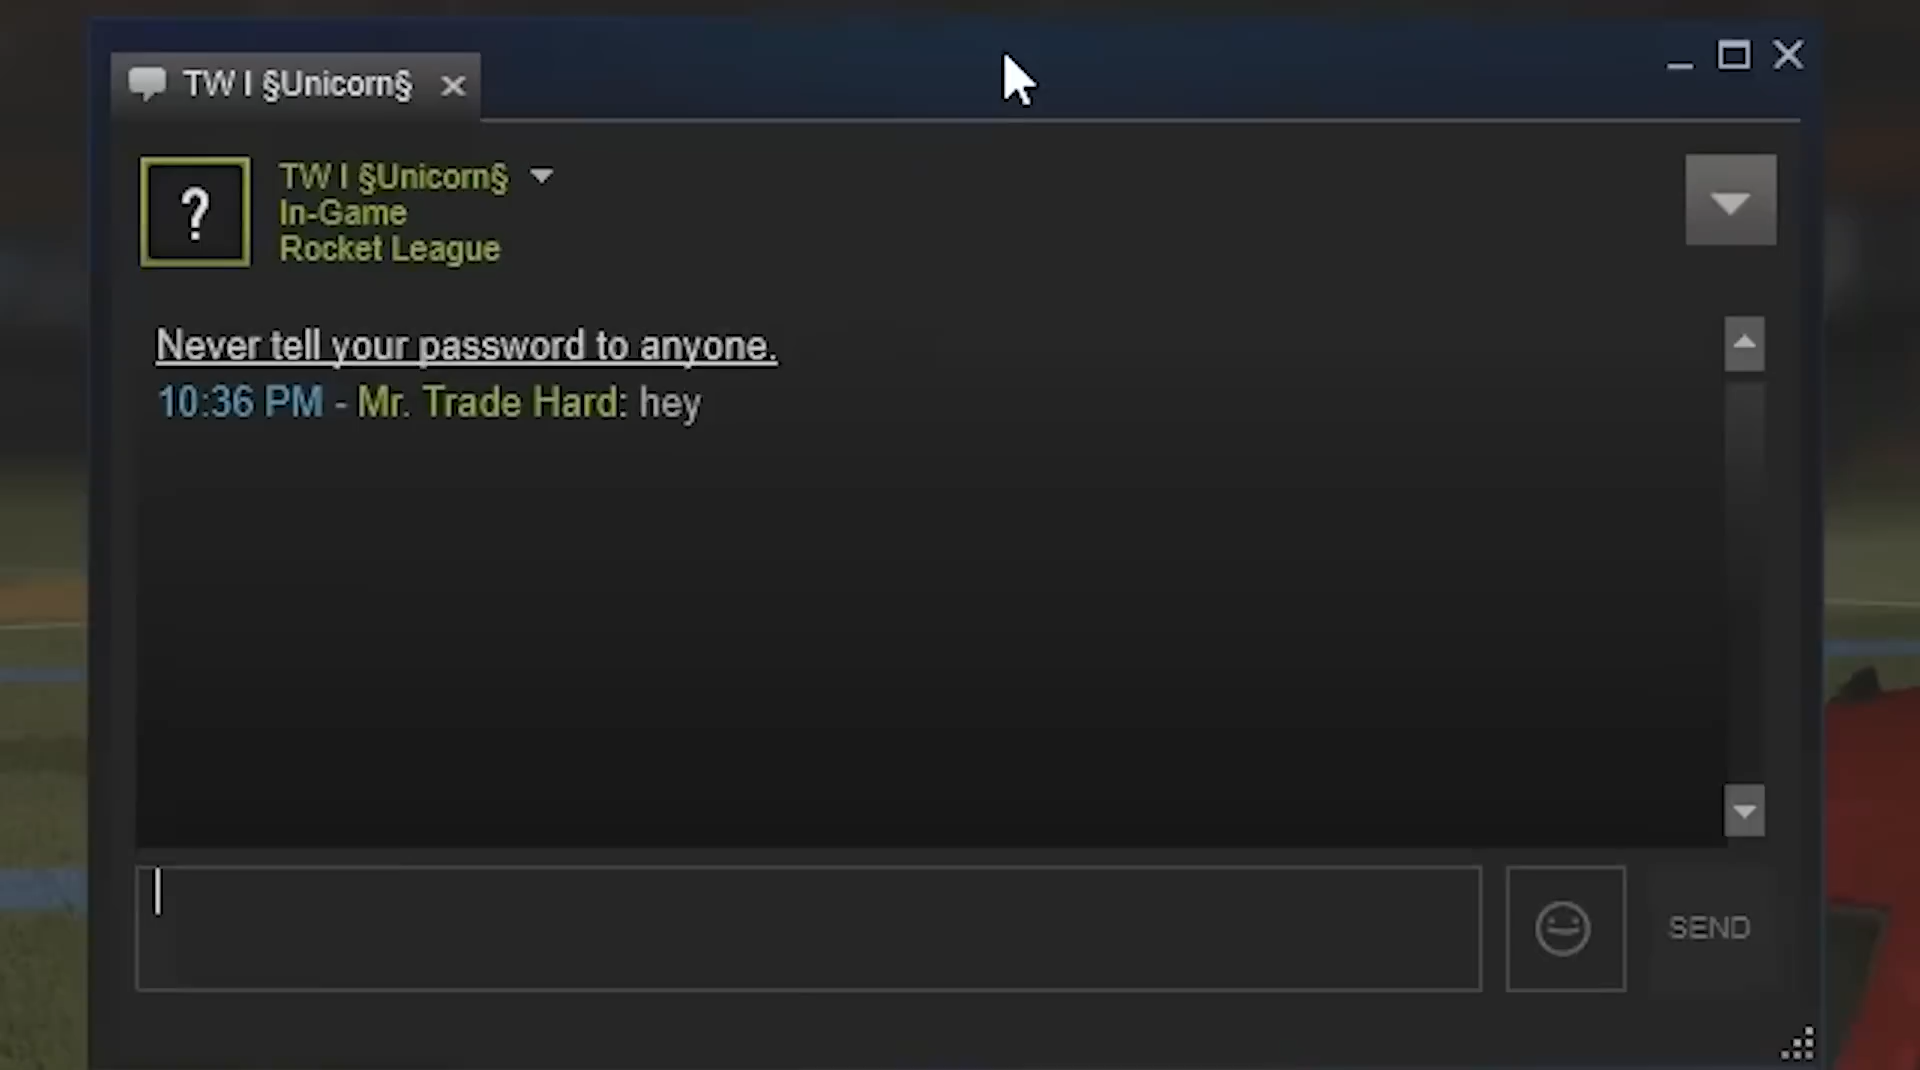 TW I §Unicorn§
TW I §Unicorn§
In-Game
Rocket League
?
Never tell your password to anyone.
10:36 PM - Mr. Trade Hard: hey
SEND